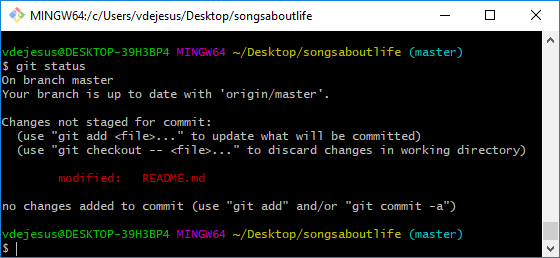 MINGW64:/c/Users/vdejesus/Desktop/songsaboutlife
vdejesus@DESKTOP-39H3BP4 MINGW64 ~/Desktop/songsaboutlife (master)
$ git status
On branch master
Your branch is up to date with 'origin/master'.
Changes not staged for commit:
  (use "git add <file>..." to update what will be committed)
  (use "git checkout -- <file>..." to discard changes in working directory)
        modified:   README.md
no changes added to commit (use "git add" and/or "git commit -a")
vdejesus@DESKTOP-39H3BP4 MINGW64 ~/Desktop/songsaboutlife (master)
$